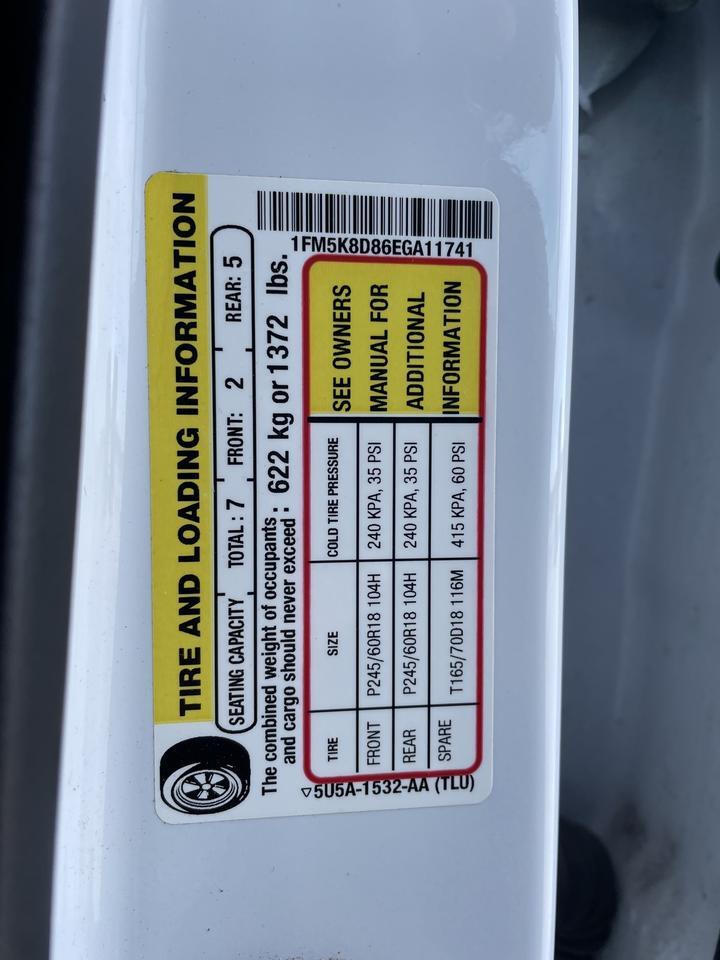 TIRE AND LOADING INFORMATION
SEATING CAPACITY TOTAL : 7 FRONT: 2 REAR: 5
The combined weight of occupants and cargo should never exceed : 622 kg or 1372 lbs.
1FM5K8D86EGA11741
TIRE SIZE COLD TIRE PRESSURE
FRONT P245/60R18 104H 240 KPA, 35 PSI
REAR P245/60R18 104H 240 KPA, 35 PSI
SPARE T165/70D18 116M 415 KPA, 60 PSI
SEE OWNERS
MANUAL FOR
ADDITIONAL
INFORMATION
▽5U5A-1532-AA (TLU)